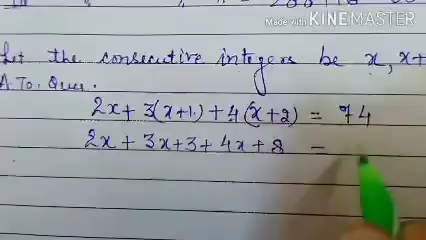 Made with KINEMASTER
Let the consecutive integers be x, x+
A.To. Ques.
2x + 3(x+1) + 4(x+2) = 74
2x + 3x+3 + 4x + 8 =